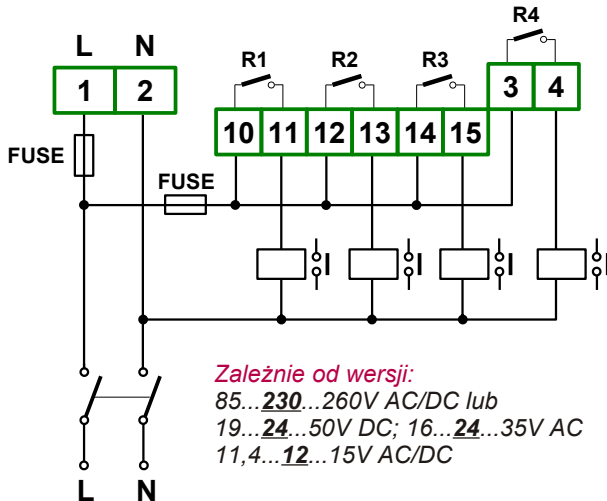 L N
R1 R2 R3 R4
1 2
3 4
10 11 12 13 14 15
FUSE
FUSE
I I I I
Zależnie od wersji:
85...230...260V AC/DC lub
19...24...50V DC; 16...24...35V AC
11,4...12...15V AC/DC
L N